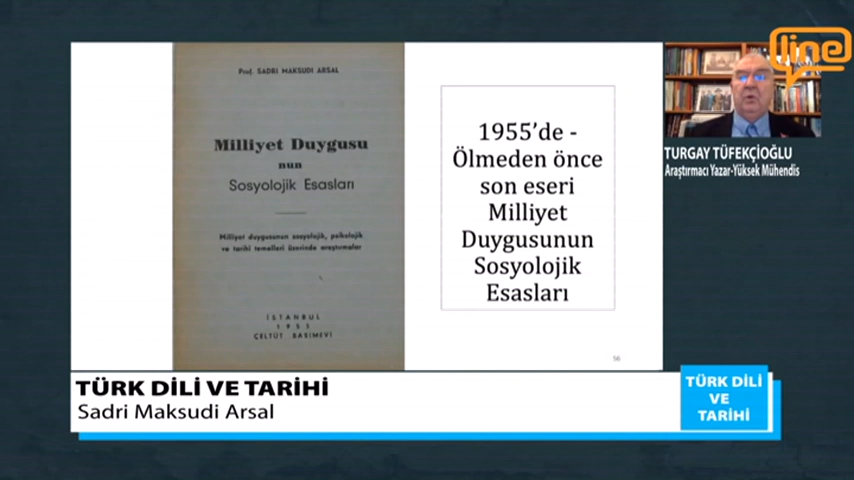 Prof. SADRİ MAKSUDİ ARSAL
Milliyet Duygusu
nun
Sosyolojik Esasları
Milliyet duygusunun sosyolojik, psikolojik
ve tarihi temelleri üzerinde araştırmalar
İSTANBUL
1955
ÇELTÜT BASIMEVİ
1955’de -
Ölmeden önce
son eseri
Milliyet
Duygusunun
Sosyolojik
Esasları
56
line
TURGAY TÜFEKÇİOĞLU
Araştırmacı Yazar-Yüksek Mühendis
TÜRK DİLİ VE TARİHİ
Sadri Maksudi Arsal
TÜRK DİLİ
VE
TARİHİ